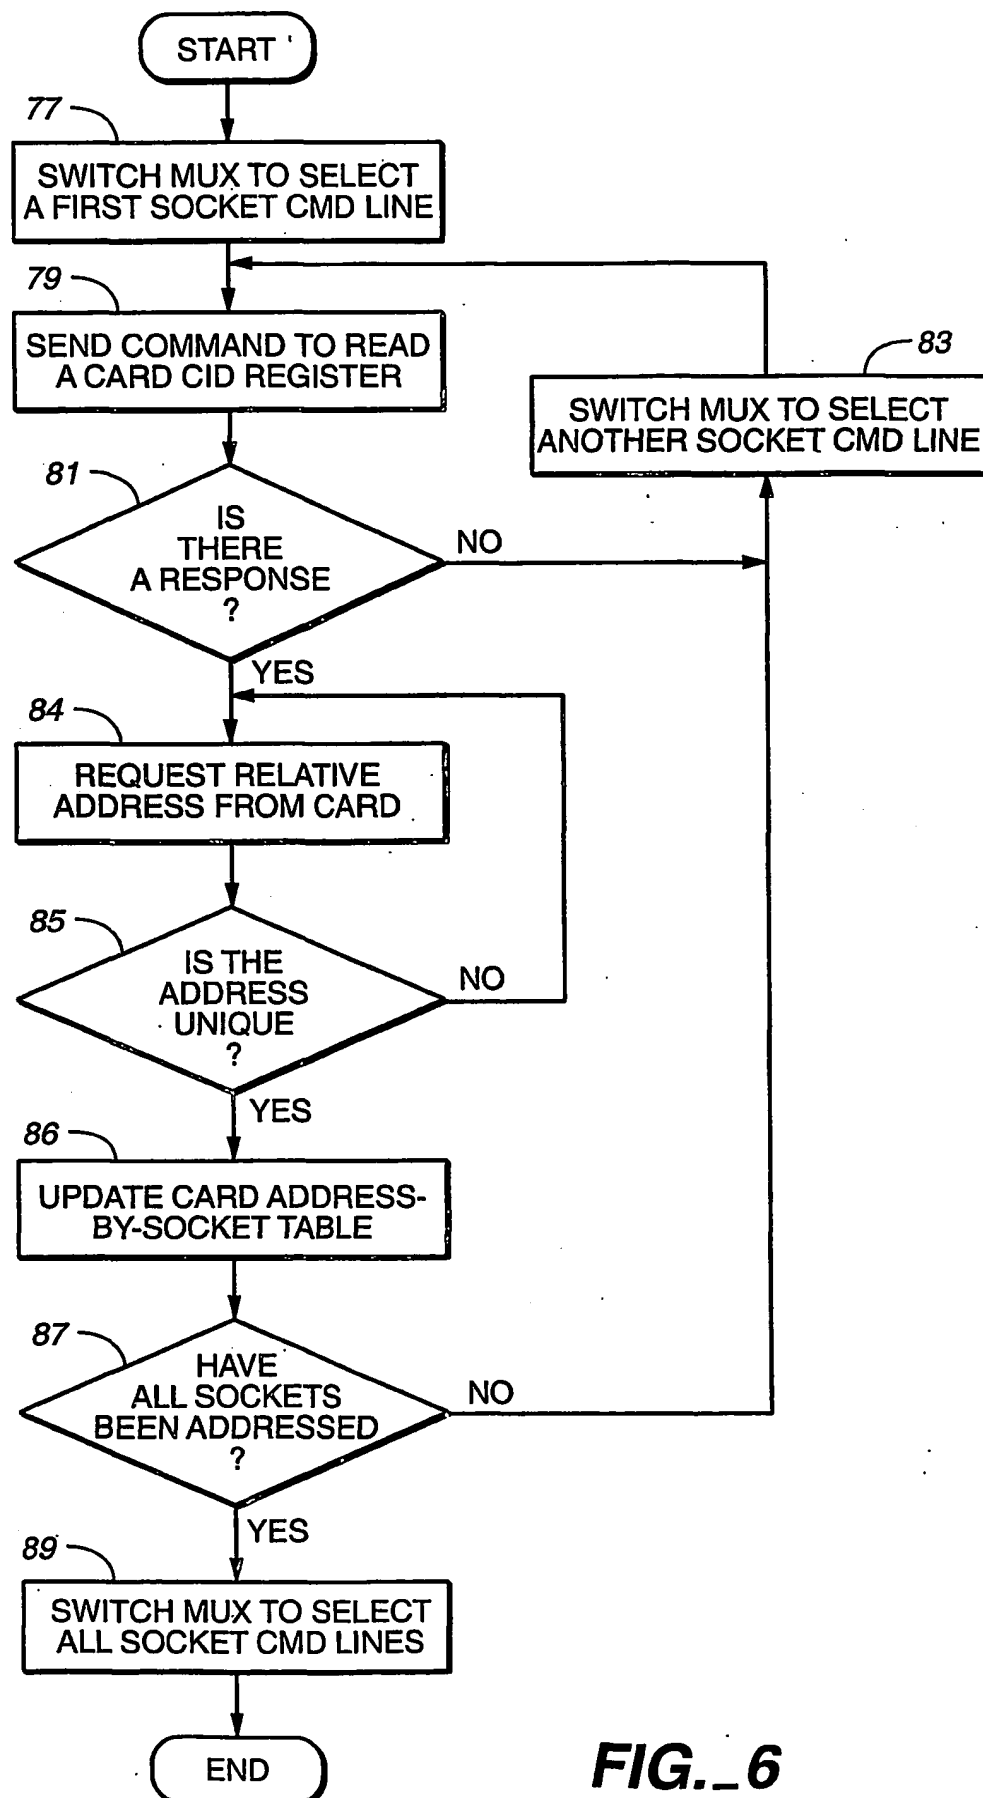 START
77
SWITCH MUX TO SELECT
A FIRST SOCKET CMD LINE
79
SEND COMMAND TO READ
A CARD CID REGISTER
83
SWITCH MUX TO SELECT
ANOTHER SOCKET CMD LINE
81
IS
THERE
A RESPONSE
?
NO
YES
84
REQUEST RELATIVE
ADDRESS FROM CARD
85
IS THE
ADDRESS
UNIQUE
?
NO
YES
86
UPDATE CARD ADDRESS-
BY-SOCKET TABLE
87
HAVE
ALL SOCKETS
BEEN ADDRESSED
?
NO
YES
89
SWITCH MUX TO SELECT
ALL SOCKET CMD LINES
END
FIG._6